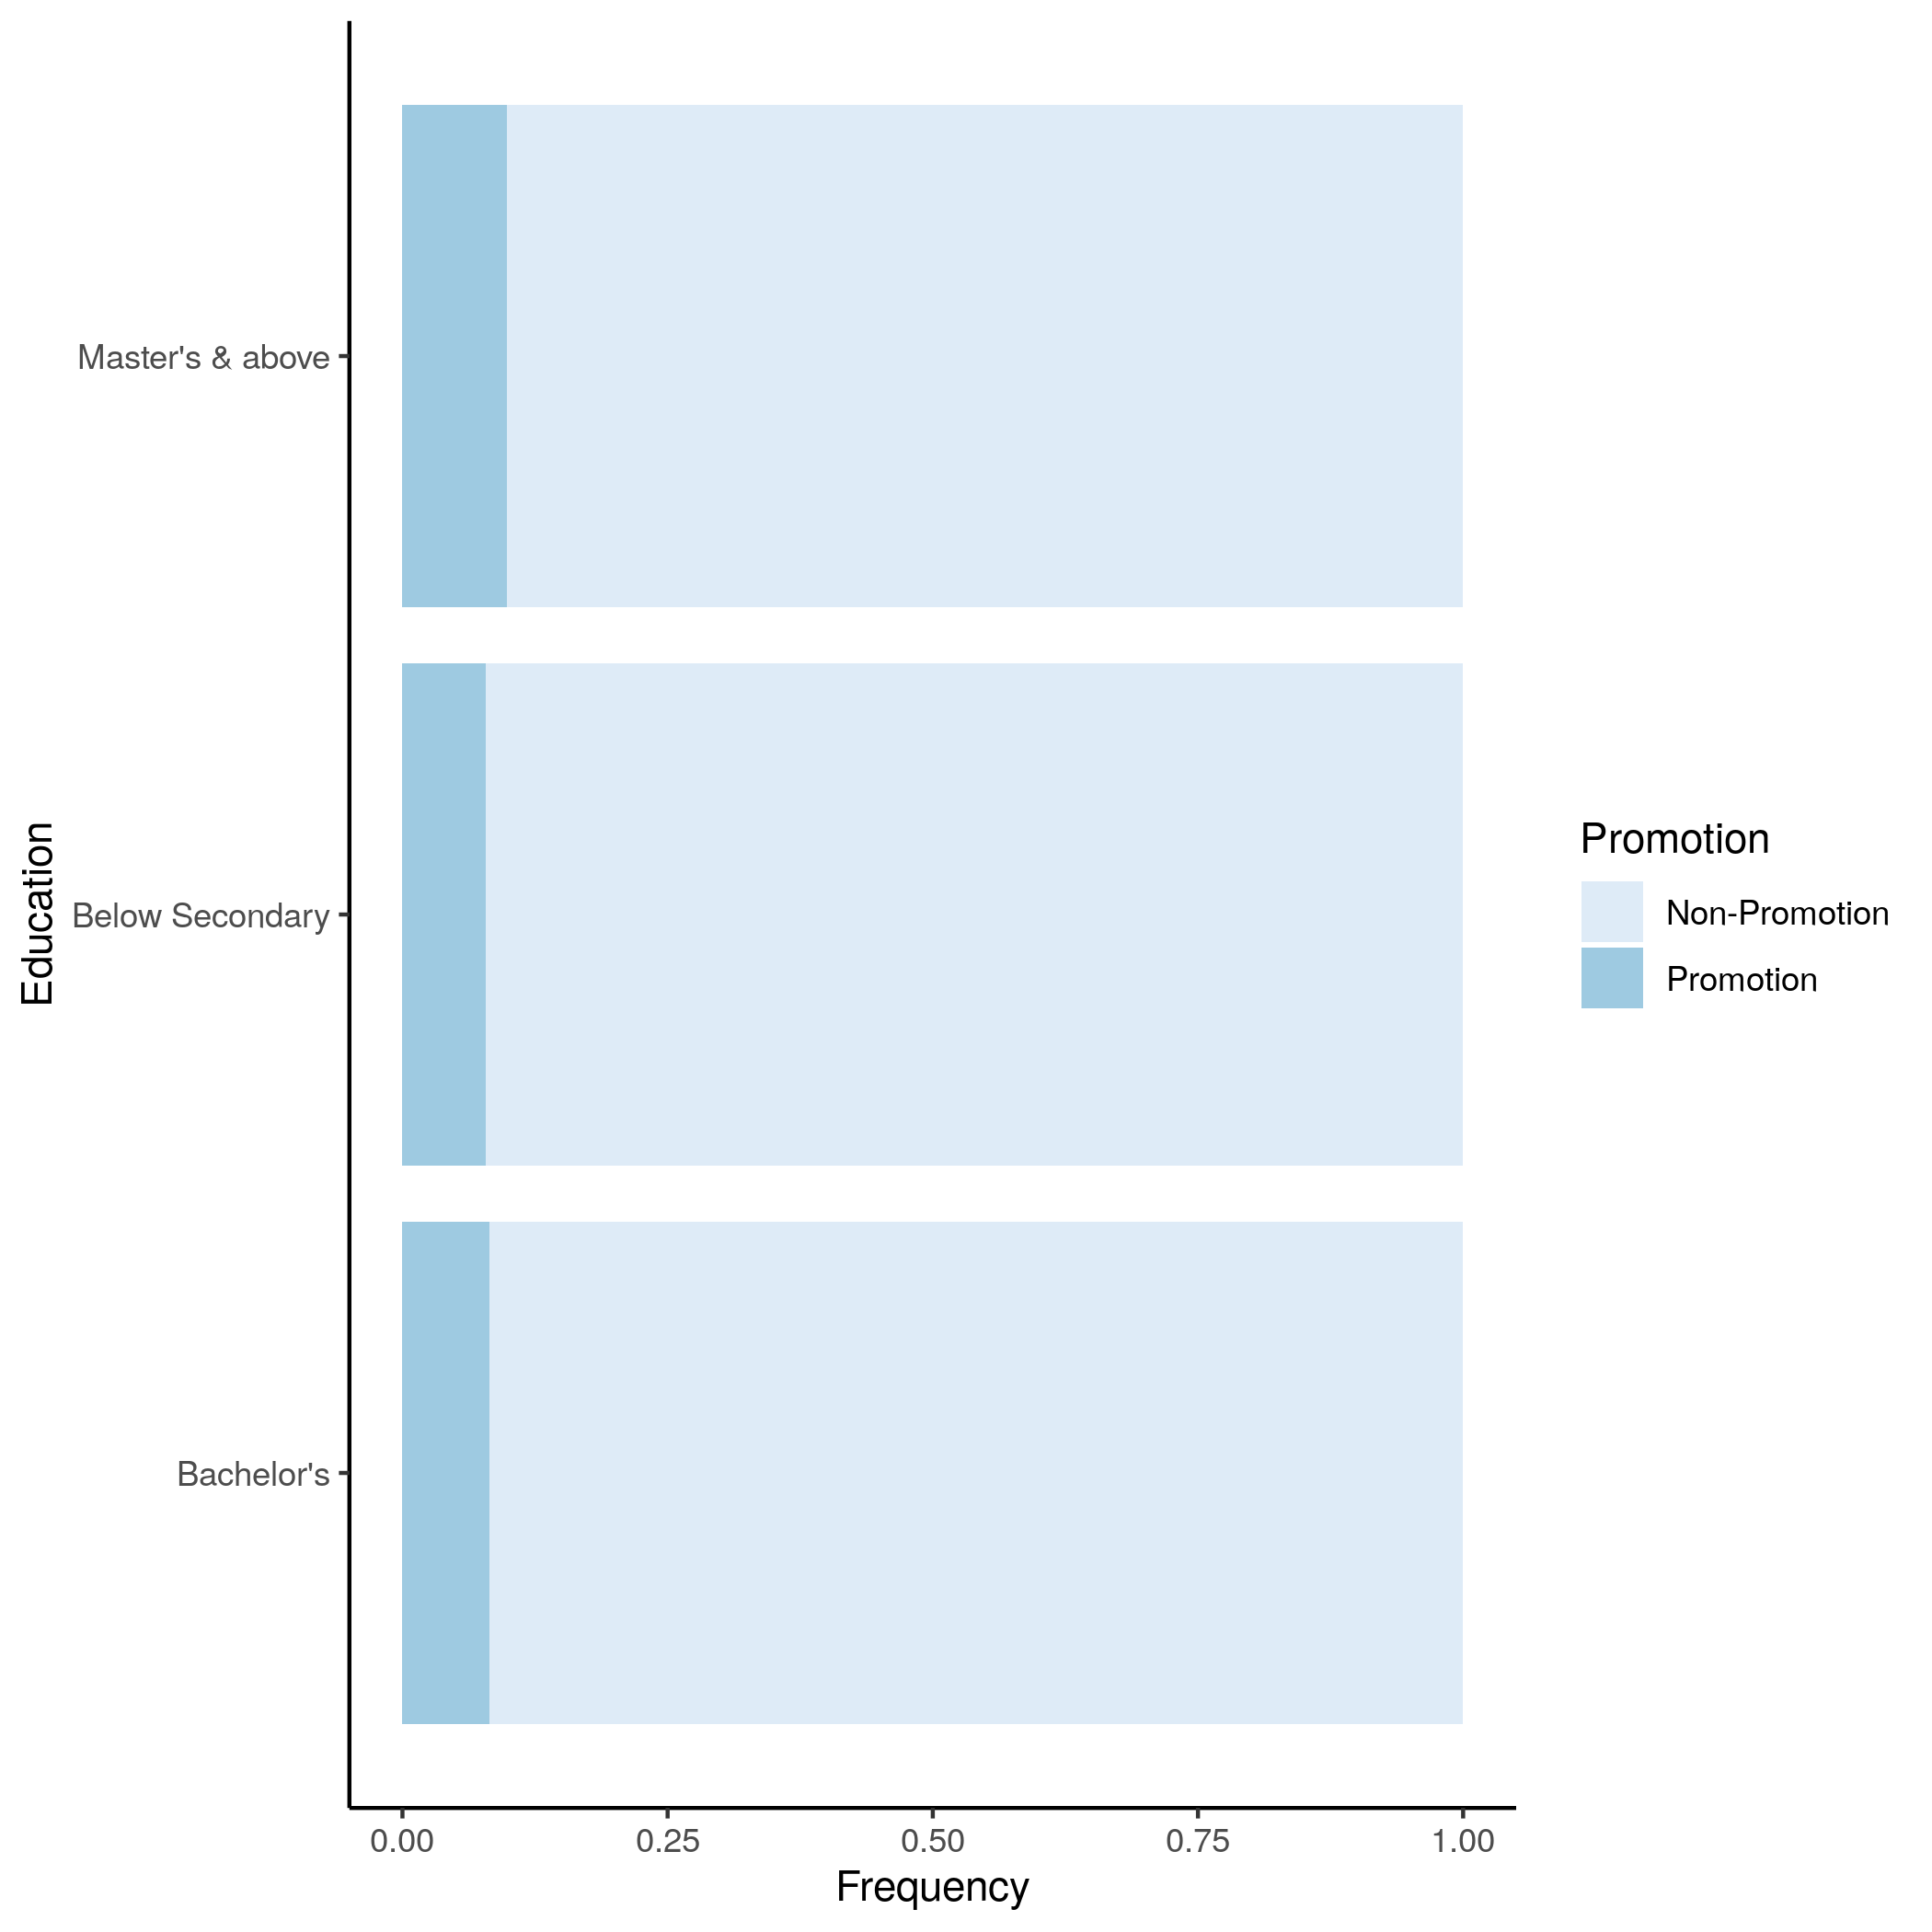 Education
Master's & above
Below Secondary
Bachelor's
0.00
0.25
0.50
0.75
1.00
Frequency
Promotion
Non-Promotion
Promotion